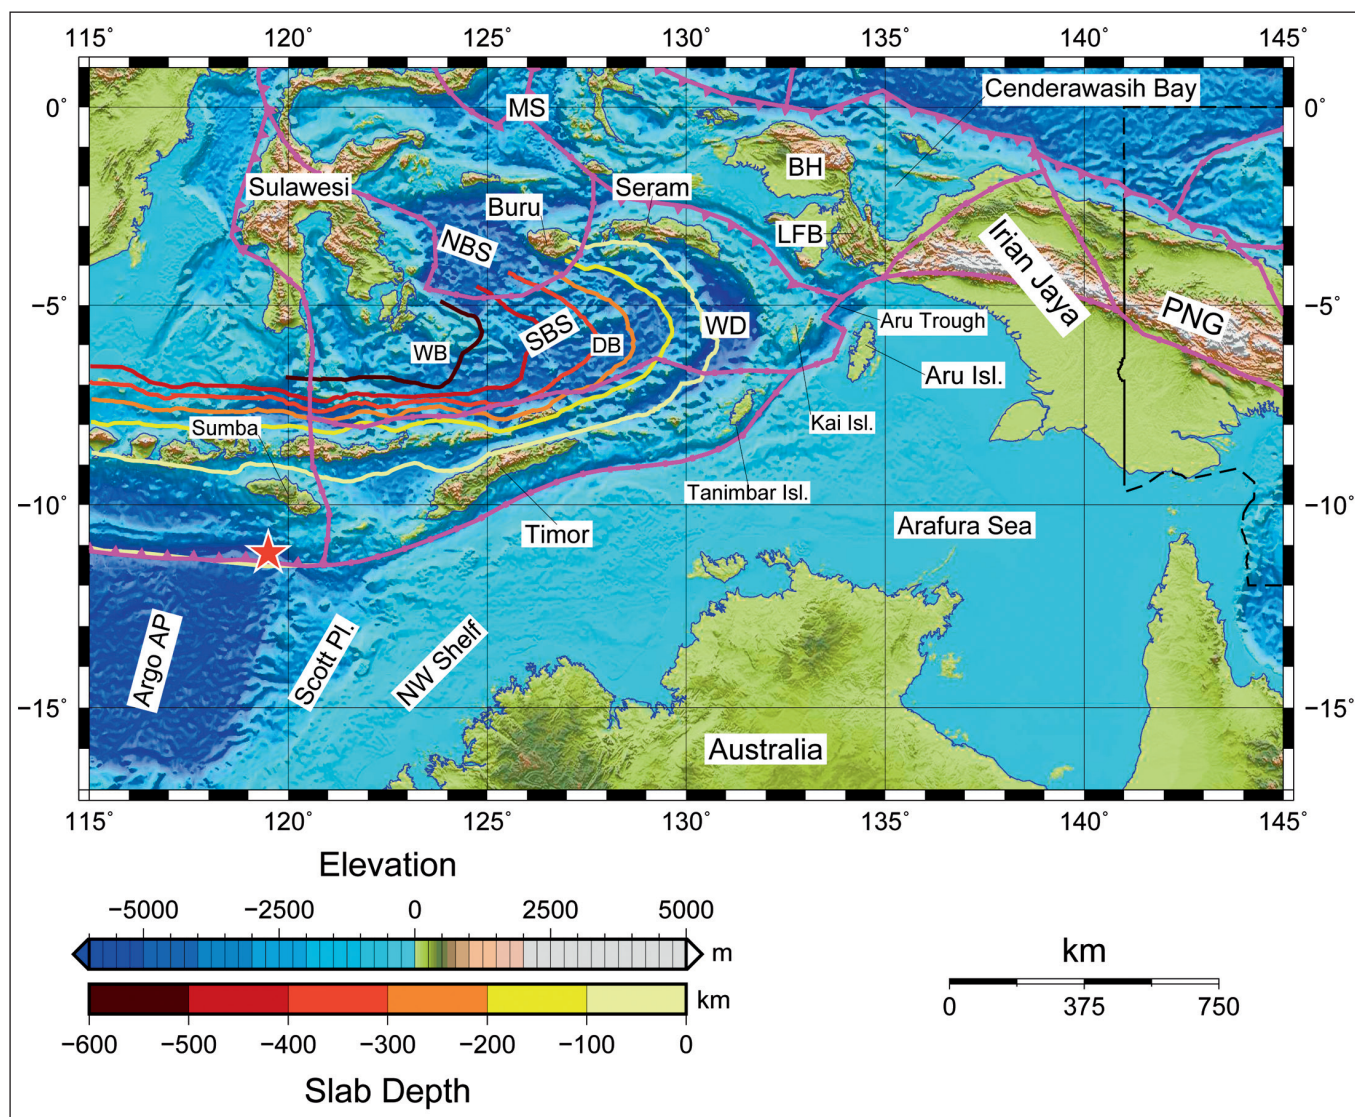 115° 120° 125° 130° 135° 140° 145°
MS
Cenderawasih Bay
0° 0°
BH
Sulawesi
Seram
Buru
LFB
NBS
Irian Jaya
−5° −5°
SBS
WD
PNG
DB
WB
Aru Trough
Aru Isl.
Kai Isl.
Sumba
Tanimbar Isl.
−10° −10°
Timor
Arafura Sea
Argo AP
Scott Pl.
NW Shelf
−15° −15°
Australia
115° 120° 125° 130° 135° 140° 145°
Elevation
−5000 −2500 0 2500 5000
m
km
km
−600 −500 −400 −300 −200 −100 0
0 375 750
Slab Depth